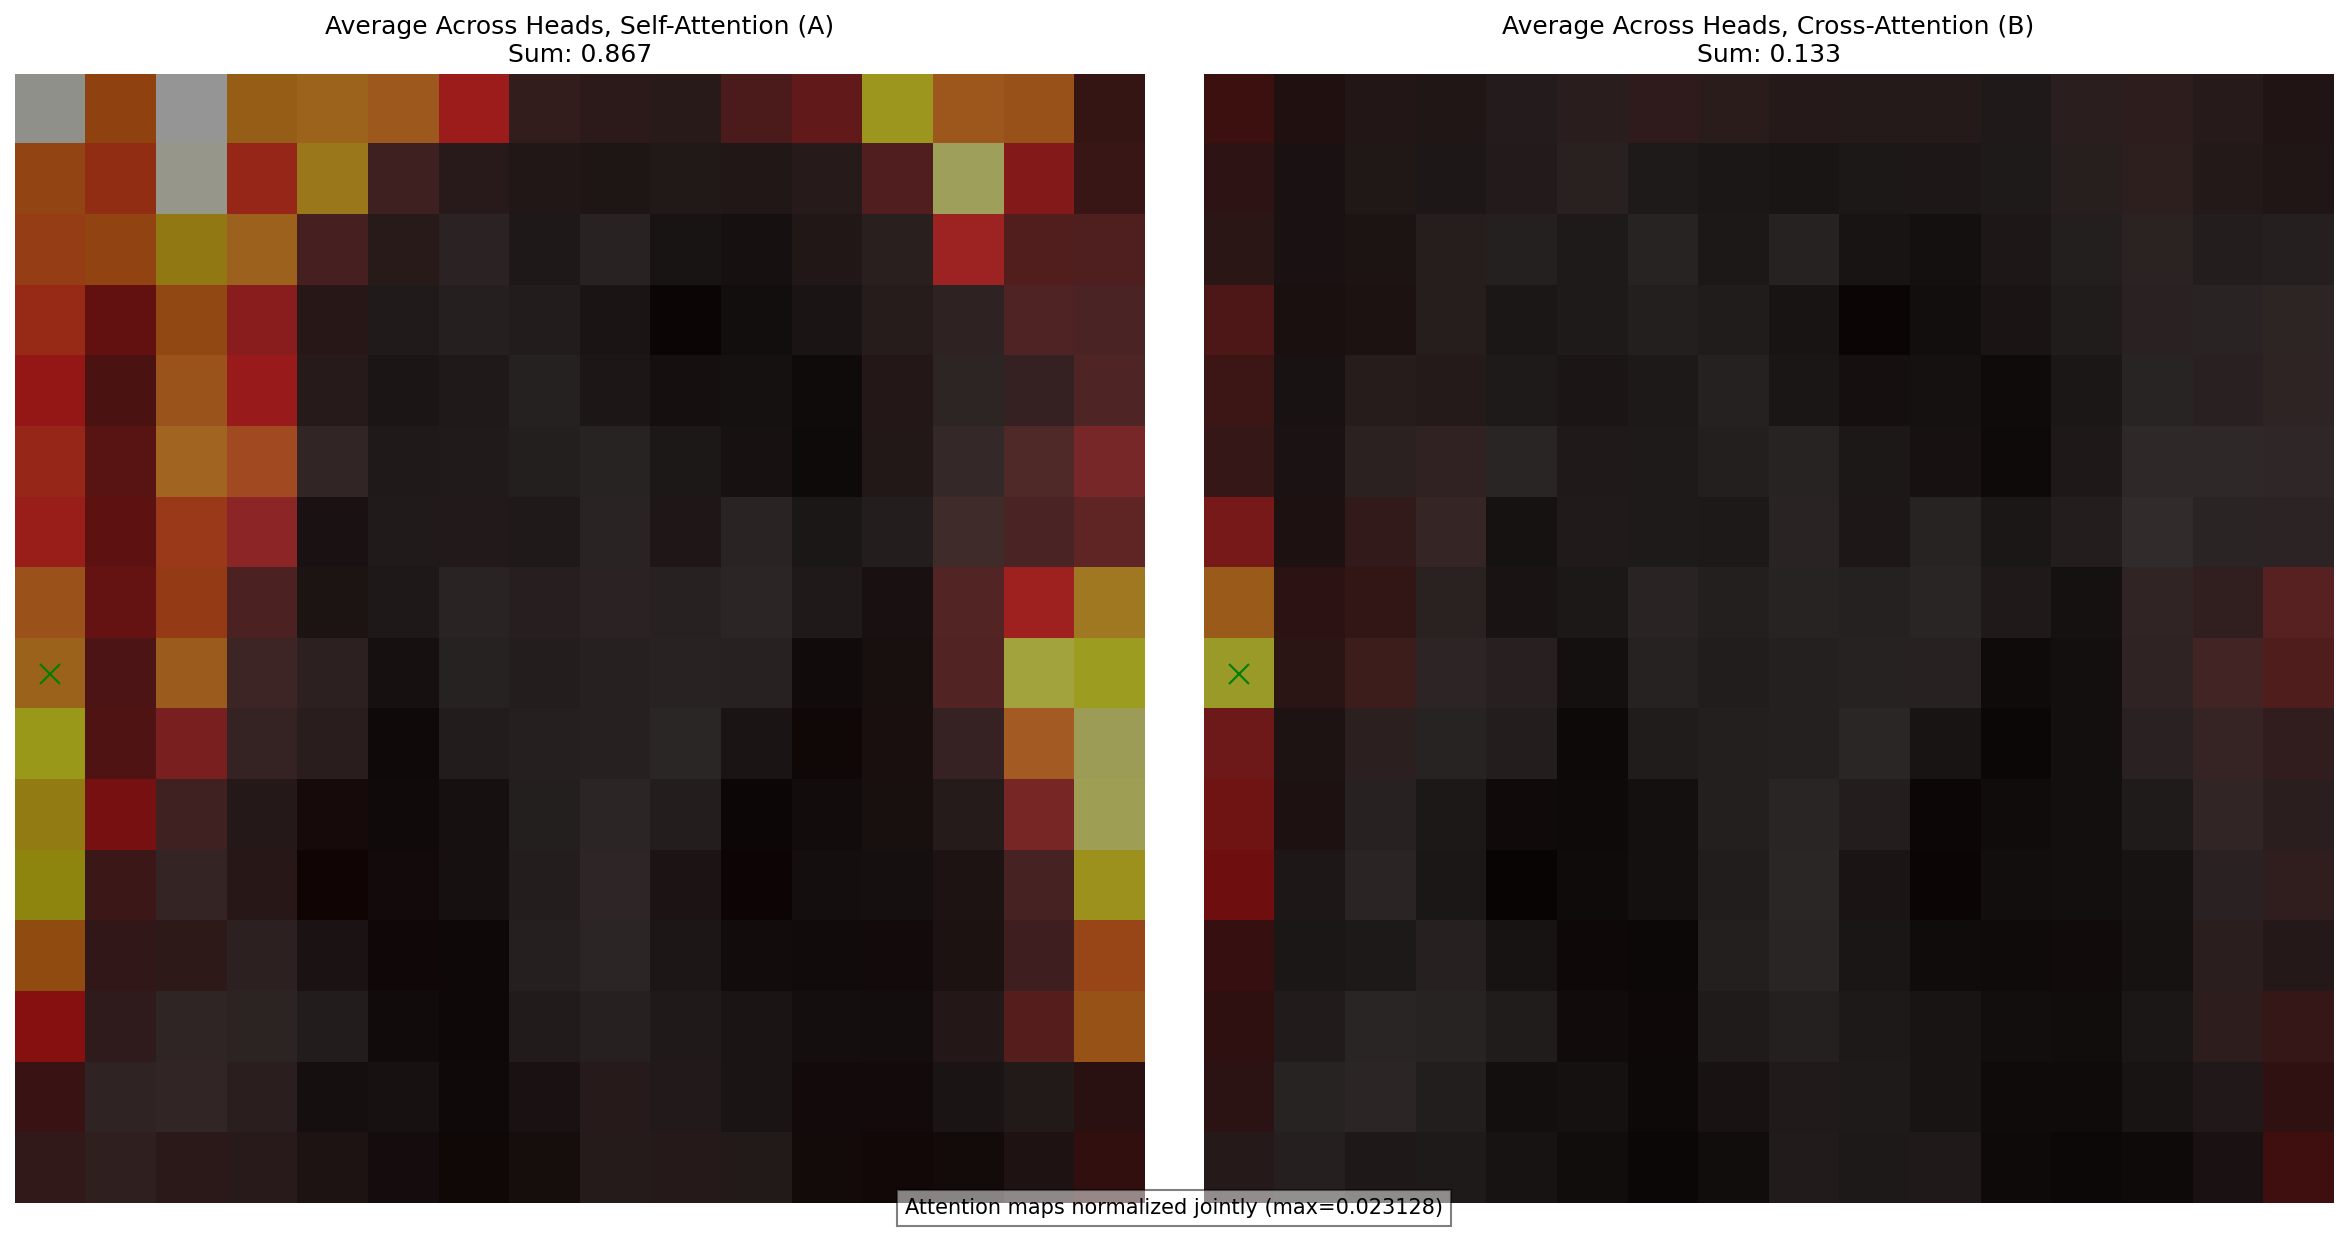 Average Across Heads, Self-Attention (A)
Sum: 0.867
Average Across Heads, Cross-Attention (B)
Sum: 0.133
Attention maps normalized jointly (max=0.023128)